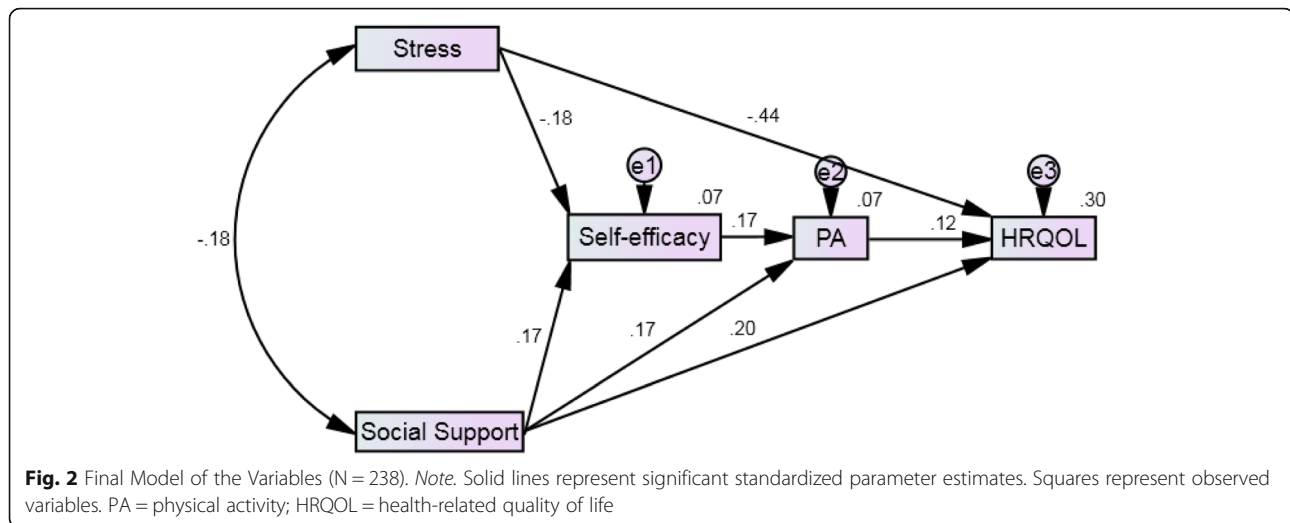 Stress
-.18
-.44
e1
e2
e3
.07
.07
.30
Self-efficacy
.17
PA
.12
HRQOL
-.18
.17
.17
.20
Social Support
Fig. 2 Final Model of the Variables (N = 238). Note. Solid lines represent significant standardized parameter estimates. Squares represent observed
variables. PA = physical activity; HRQOL = health-related quality of life